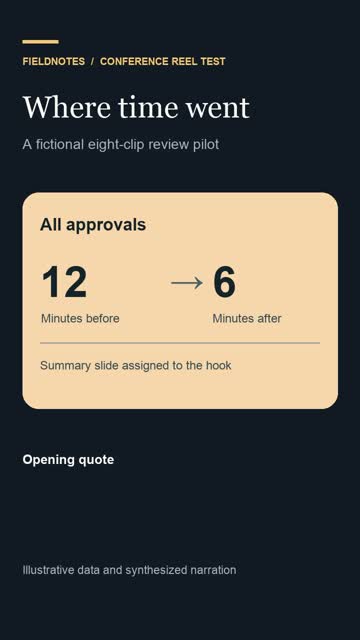 FIELDNOTES / CONFERENCE REEL TEST
Where time went
A fictional eight-clip review pilot
All approvals
12 → 6
Minutes before Minutes after
Summary slide assigned to the hook
Opening quote
Illustrative data and synthesized narration